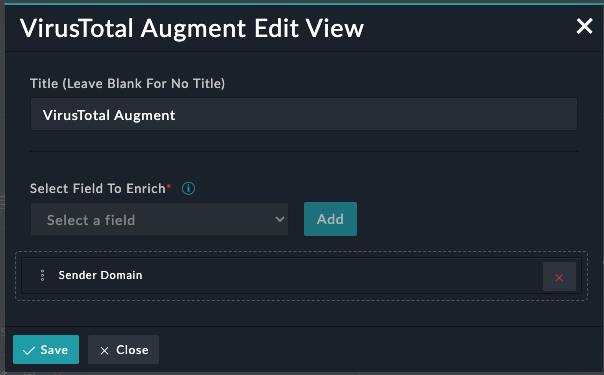 VirusTotal Augment Edit View
Title (Leave Blank For No Title)
VirusTotal Augment
Select Field To Enrich*
Select a field
Add
Sender Domain
Save
Close